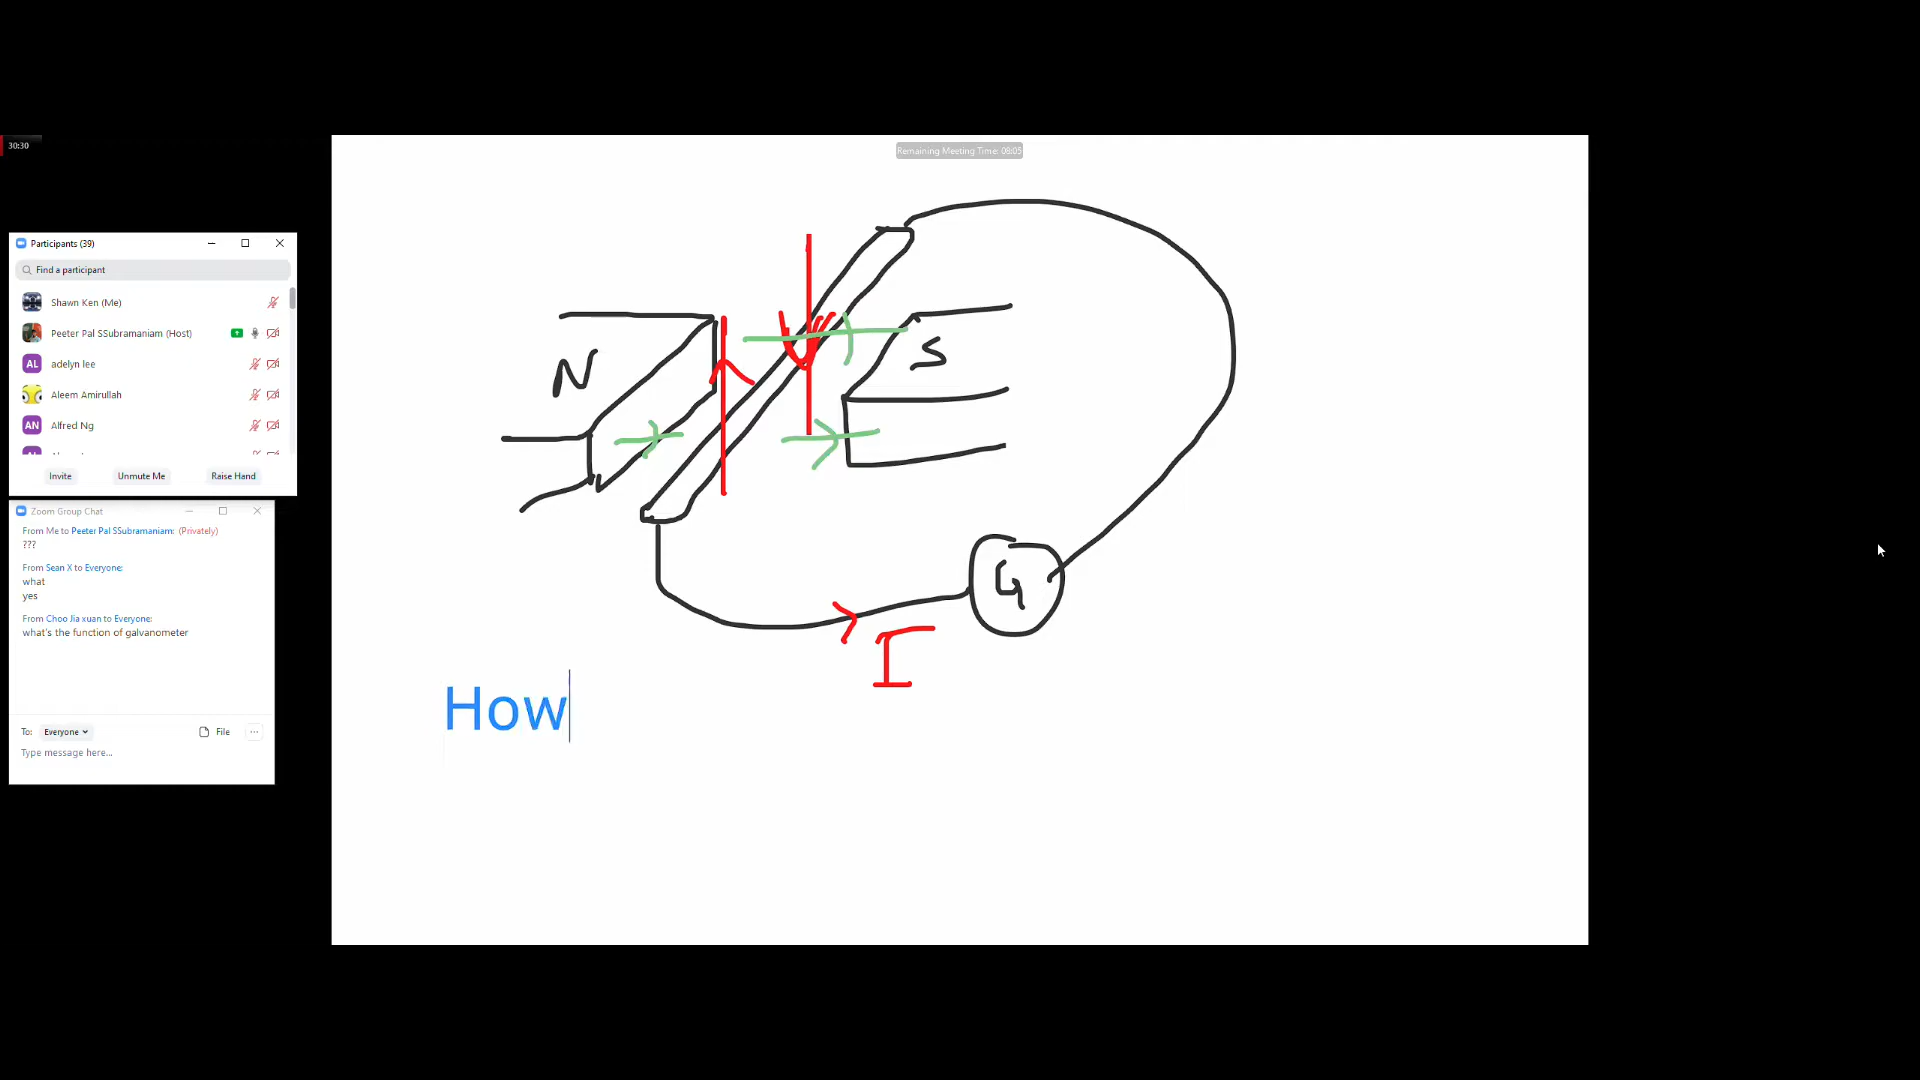 30:30
Remaining Meeting Time: 08:05
Participants (39)
Find a participant
Shawn Ken (Me)
Peeter Pal SSubramaniam (Host)
AL adelyn lee
Aleem Amirullah
AN Alfred Ng
Invite Unmute Me Raise Hand
Zoom Group Chat
From Me to Peeter Pal SSubramaniam: (Privately)
???
From Sean X to Everyone:
what
yes
From Choo Jia xuan to Everyone:
what's the function of galvanometer
To: Everyone File
Type message here...
N
S
G
I
How